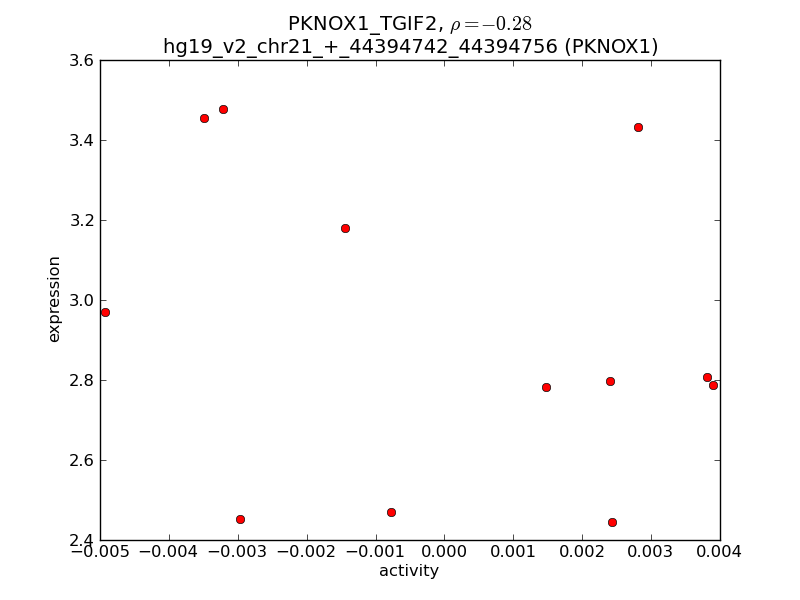 PKNOX1_TGIF2, ρ = −0.28
hg19_v2_chr21_+_44394742_44394756 (PKNOX1)
3.6
3.4
3.2
3.0
2.8
2.6
2.4
expression
−0.005 −0.004 −0.003 −0.002 −0.001 0.000 0.001 0.002 0.003 0.004
activity